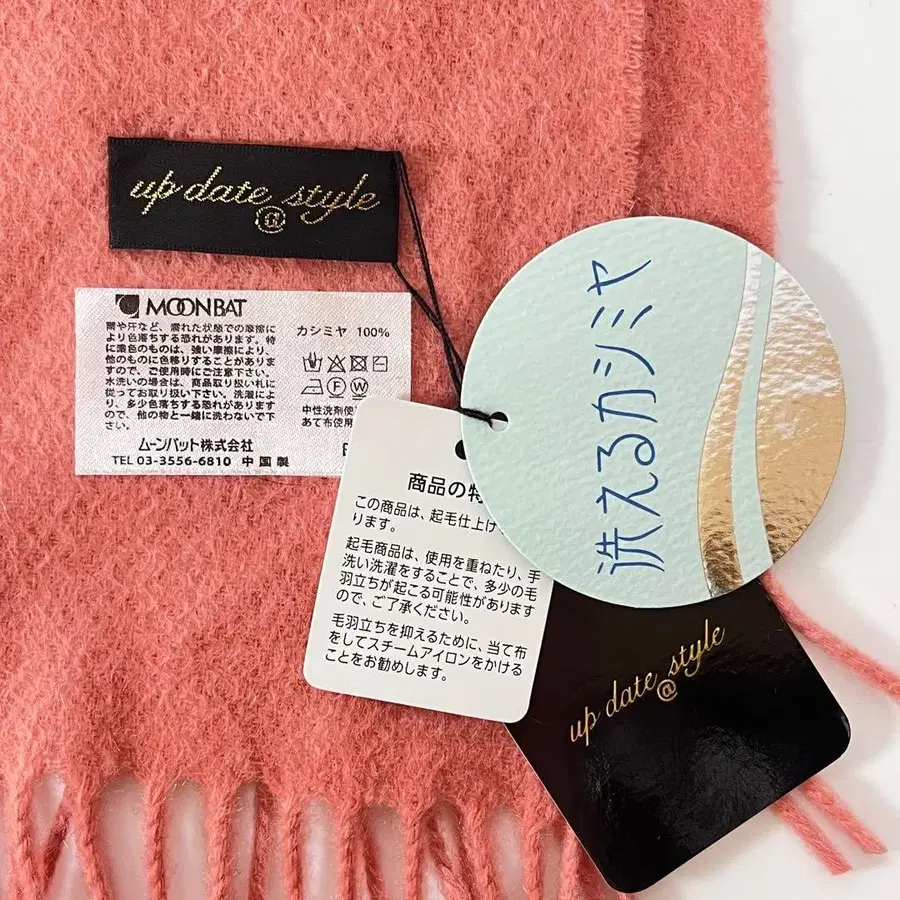 up date style
MOONBAT
雨や汗など、濡れた状態での摩擦に
より色落ちする恐れがあります。特
に濃色のものは、強い摩擦により、
他のものに色移りすることがありま
すので、ご使用時にご注意下さい。
水洗いの場合は、商品取り扱い札に
従ってお取り扱い下さい。洗濯によ
り、多少色落ちする恐れがあります
ので、他の物と一緒に洗わないで下
さい。
ムーンバット株式会社
TEL 03-3556-6810 中国製
カシミヤ 100%
中性洗剤使
あて布使用
商品の特
この商品は、起毛仕上げ
ります。
起毛商品は、使用を重ねたり、手
洗い洗濯をすることで、多少の毛
羽立ちが起こる可能性があります
ので、ご了承ください。
毛羽立ちを抑えるために、当て布
をしてスチームアイロンをかける
ことをお勧めします。
洗えるカシミヤ
up date style
@